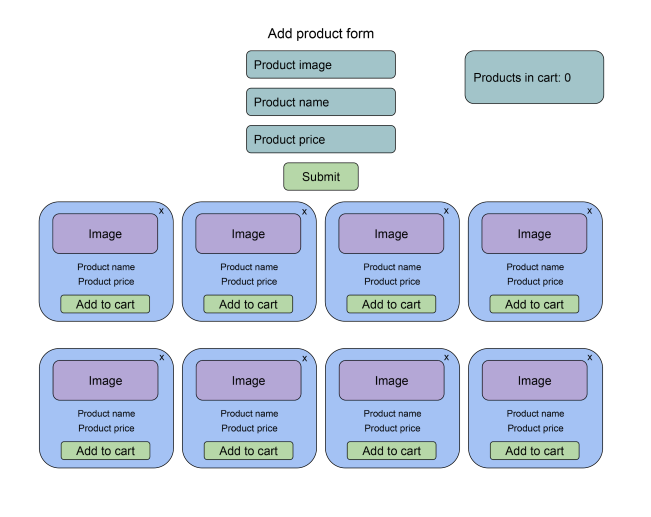 Add product form
Product image
Products in cart: 0
Product name
Product price
Submit
x
x
x
x
Image
Image
Image
Image
Product name
Product name
Product name
Product name
Product price
Product price
Product price
Product price
Add to cart
Add to cart
Add to cart
Add to cart
x
x
x
x
Image
Image
Image
Image
Product name
Product name
Product name
Product name
Product price
Product price
Product price
Product price
Add to cart
Add to cart
Add to cart
Add to cart